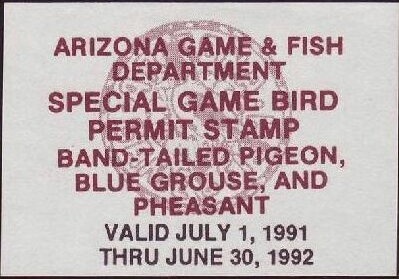 ARIZONA GAME & FISH
DEPARTMENT
SPECIAL GAME BIRD
PERMIT STAMP
BAND-TAILED PIGEON,
BLUE GROUSE, AND
PHEASANT
VALID JULY 1, 1991
THRU JUNE 30, 1992